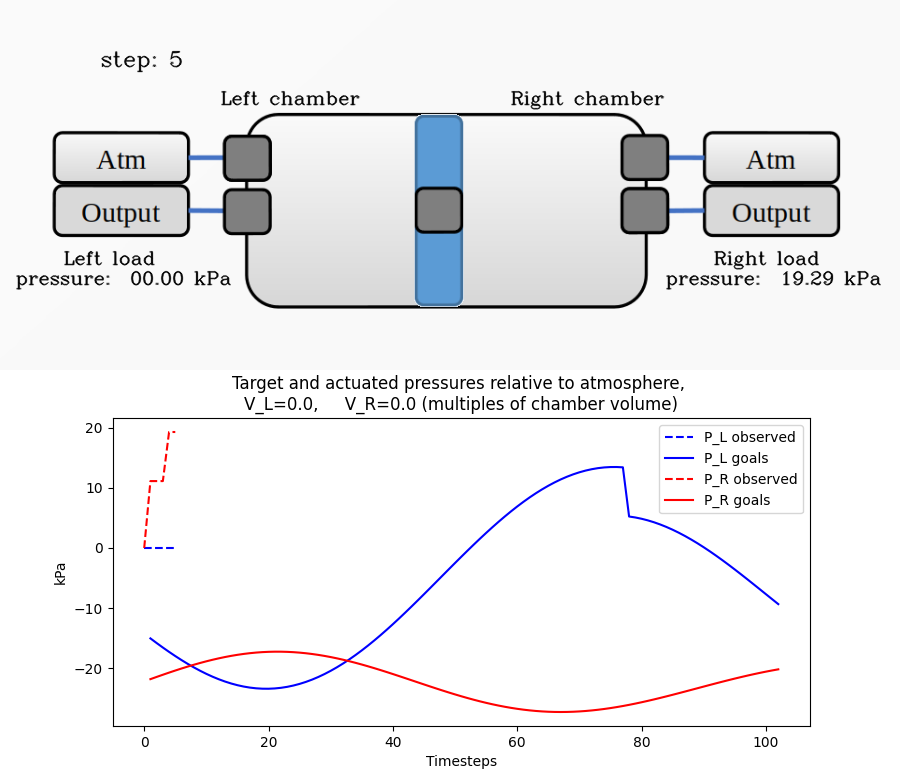 step: 5
Left chamber
Right chamber
Atm
Atm
Output
Output
Left load
pressure: 00.00 kPa
Right load
pressure: 19.29 kPa
Target and actuated pressures relative to atmosphere,
V_L=0.0, V_R=0.0 (multiples of chamber volume)
20
10
0
−10
−20
kPa
P_L observed
P_L goals
P_R observed
P_R goals
0 20 40 60 80 100
Timesteps